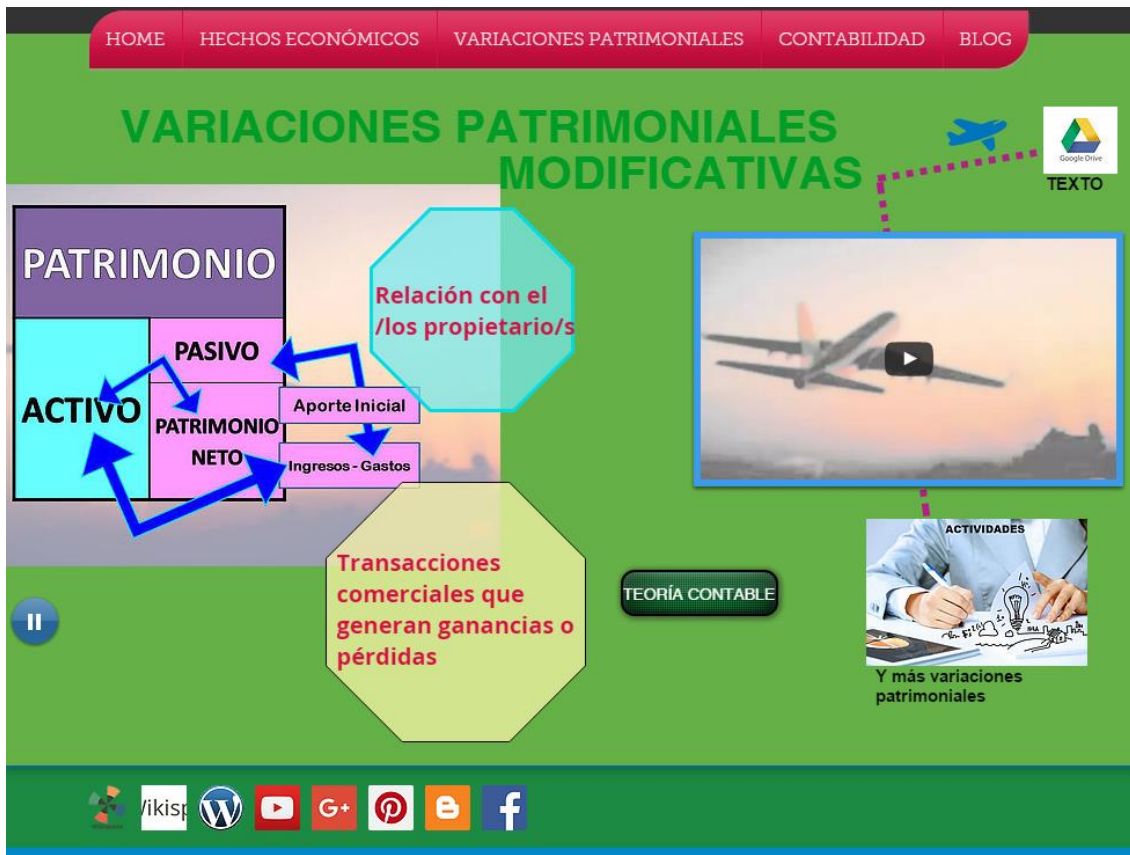 HOME
HECHOS ECONÓMICOS
VARIACIONES PATRIMONIALES
CONTABILIDAD
BLOG
VARIACIONES PATRIMONIALES
MODIFICATIVAS
Google Drive
TEXTO
PATRIMONIO
ACTIVO
PASIVO
PATRIMONIO
NETO
Aporte Inicial
Ingresos - Gastos
Relación con el
/los propietario/s
Transacciones
comerciales que
generan ganancias o
pérdidas
TEORÍA CONTABLE
ACTIVIDADES
Y más variaciones
patrimoniales
G+